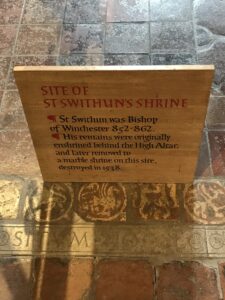 SITE OF
ST SWITHUN'S SHRINE
¶ St Swithun was Bishop
of Winchester 852-862.
¶ His remains were originally
enshrined behind the High Altar,
and later removed to
a marble shrine on this site,
destroyed in 1538.